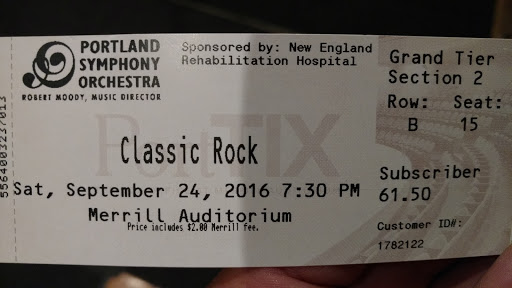 PORTLAND
SYMPHONY
ORCHESTRA
ROBERT MOODY, MUSIC DIRECTOR
Sponsored by: New England
Rehabilitation Hospital
Grand Tier
Section 2
Row: Seat:
B 15
PortTIX
Classic Rock
Sat, September 24, 2016 7:30 PM
Merrill Auditorium
Price includes $2.00 Merrill fee.
Subscriber
61.50
Customer ID#:
1782122
5564003237013